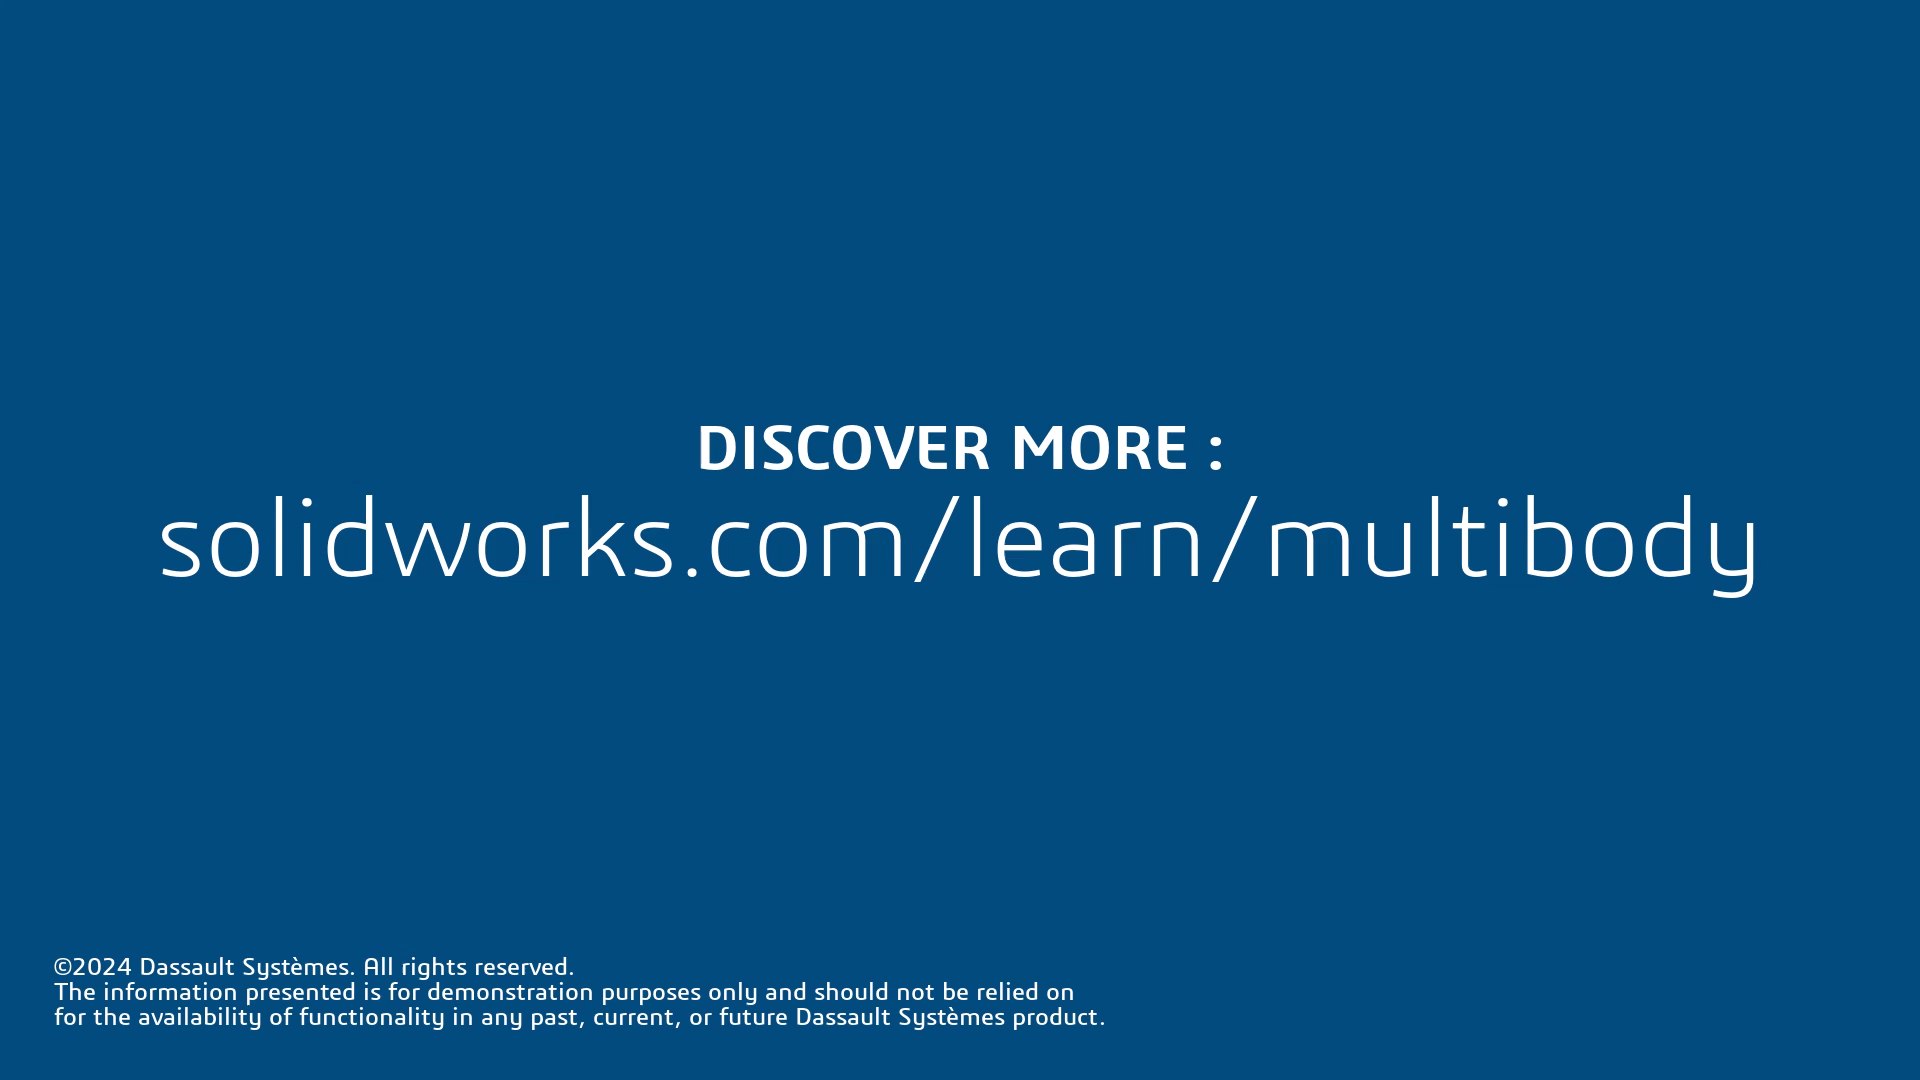 DISCOVER MORE :
solidworks.com/learn/multibody
©2024 Dassault Systèmes. All rights reserved.
The information presented is for demonstration purposes only and should not be relied on
for the availability of functionality in any past, current, or future Dassault Systèmes product.